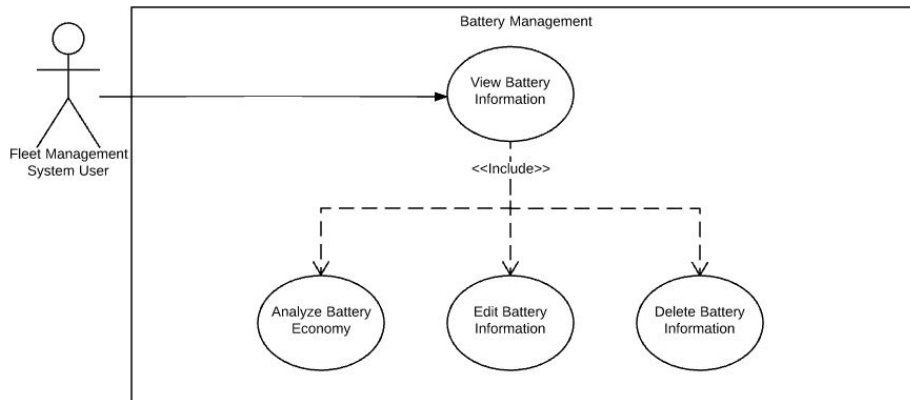 Battery Management
View Battery
Information
Fleet Management
System User
<<Include>>
Analyze Battery
Economy
Edit Battery
Information
Delete Battery
Information